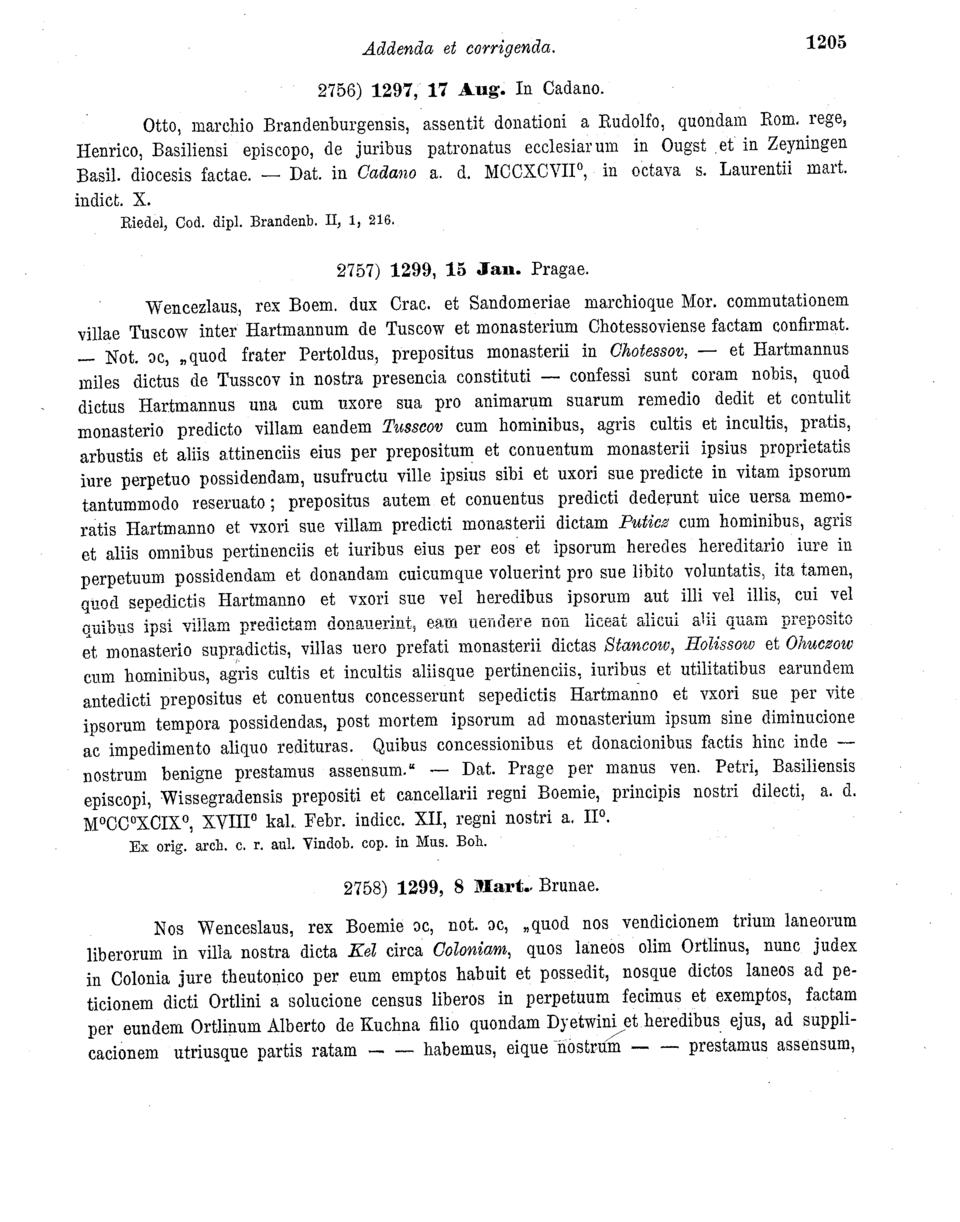 Addenda et corrigenda.
1205
2756) 1297, 17 Aug. In Cadano.
Otto, marchio Brandenburgensis, assentit donationi a Rudolfo, quondam Rom. rege,
Henrico, Basiliensi episcopo, de juribus patronatus ecclesiarum in Ougst et in Zeyningen
Basil. diocesis factae. — Dat. in Cadano a. d. MCCXCVII⁰, in octava s. Laurentii mart.
indict. X.
Riedel, Cod. dipl. Brandenb. II, 1, 216.
2757) 1299, 15 Jan. Pragae.
Wencezlaus, rex Boem. dux Crac. et Sandomeriae marchioque Mor. commutationem
villae Tuscow inter Hartmannum de Tuscow et monasterium Chotessoviense factam confirmat.
— Not. ɔc, „quod frater Pertoldus, prepositus monasterii in Chotessov, — et Hartmannus
miles dictus de Tusscov in nostra presencia constituti — confessi sunt coram nobis, quod
dictus Hartmannus una cum uxore sua pro animarum suarum remedio dedit et contulit
monasterio predicto villam eandem Tusscov cum hominibus, agris cultis et incultis, pratis,
arbustis et aliis attinenciis eius per prepositum et conuentum monasterii ipsius proprietatis
iure perpetuo possidendam, usufructu ville ipsius sibi et uxori sue predicte in vitam ipsorum
tantummodo reseruato; prepositus autem et conuentus predicti dederunt uice uersa memo-
ratis Hartmanno et vxori sue villam predicti monasterii dictam Puticz cum hominibus, agris
et aliis omnibus pertinenciis et iuribus eius per eos et ipsorum heredes hereditario iure in
perpetuum possidendam et donandam cuicumque voluerint pro sue libito voluntatis, ita tamen,
quod sepedictis Hartmanno et vxori sue vel heredibus ipsorum aut illi vel illis, cui vel
quibus ipsi villam predictam donauerint, eam uendere non liceat alicui alii quam preposito
et monasterio supradictis, villas uero prefati monasterii dictas Stancow, Holissow et Ohuczow
cum hominibus, agris cultis et incultis aliisque pertinenciis, iuribus et utilitatibus earundem
antedicti prepositus et conuentus concesserunt sepedictis Hartmanno et vxori sue per vite
ipsorum tempora possidendas, post mortem ipsorum ad monasterium ipsum sine diminucione
ac impedimento aliquo redituras. Quibus concessionibus et donacionibus factis hinc inde —
nostrum benigne prestamus assensum.“ — Dat. Prage per manus ven. Petri, Basiliensis
episcopi, Wissegradensis prepositi et cancellarii regni Boemie, principis nostri dilecti, a. d.
M⁰CC⁰XCIX⁰, XVIII⁰ kal. Febr. indicc. XII, regni nostri a. II⁰.
Ex orig. arch. c. r. aul. Vindob. cop. in Mus. Boh.
2758) 1299, 8 Mart. Brunae.
Nos Wenceslaus, rex Boemie ɔc, not. ɔc, „quod nos vendicionem trium laneorum
liberorum in villa nostra dicta Kel circa Coloniam, quos laneos olim Ortlinus, nunc judex
in Colonia jure theutonico per eum emptos habuit et possedit, nosque dictos laneos ad pe-
ticionem dicti Ortlini a solucione census liberos in perpetuum fecimus et exemptos, factam
per eundem Ortlinum Alberto de Kuchna filio quondam Dyetwini et heredibus ejus, ad suppli-
cacionem utriusque partis ratam — — habemus, eique nostrum — — prestamus assensum,